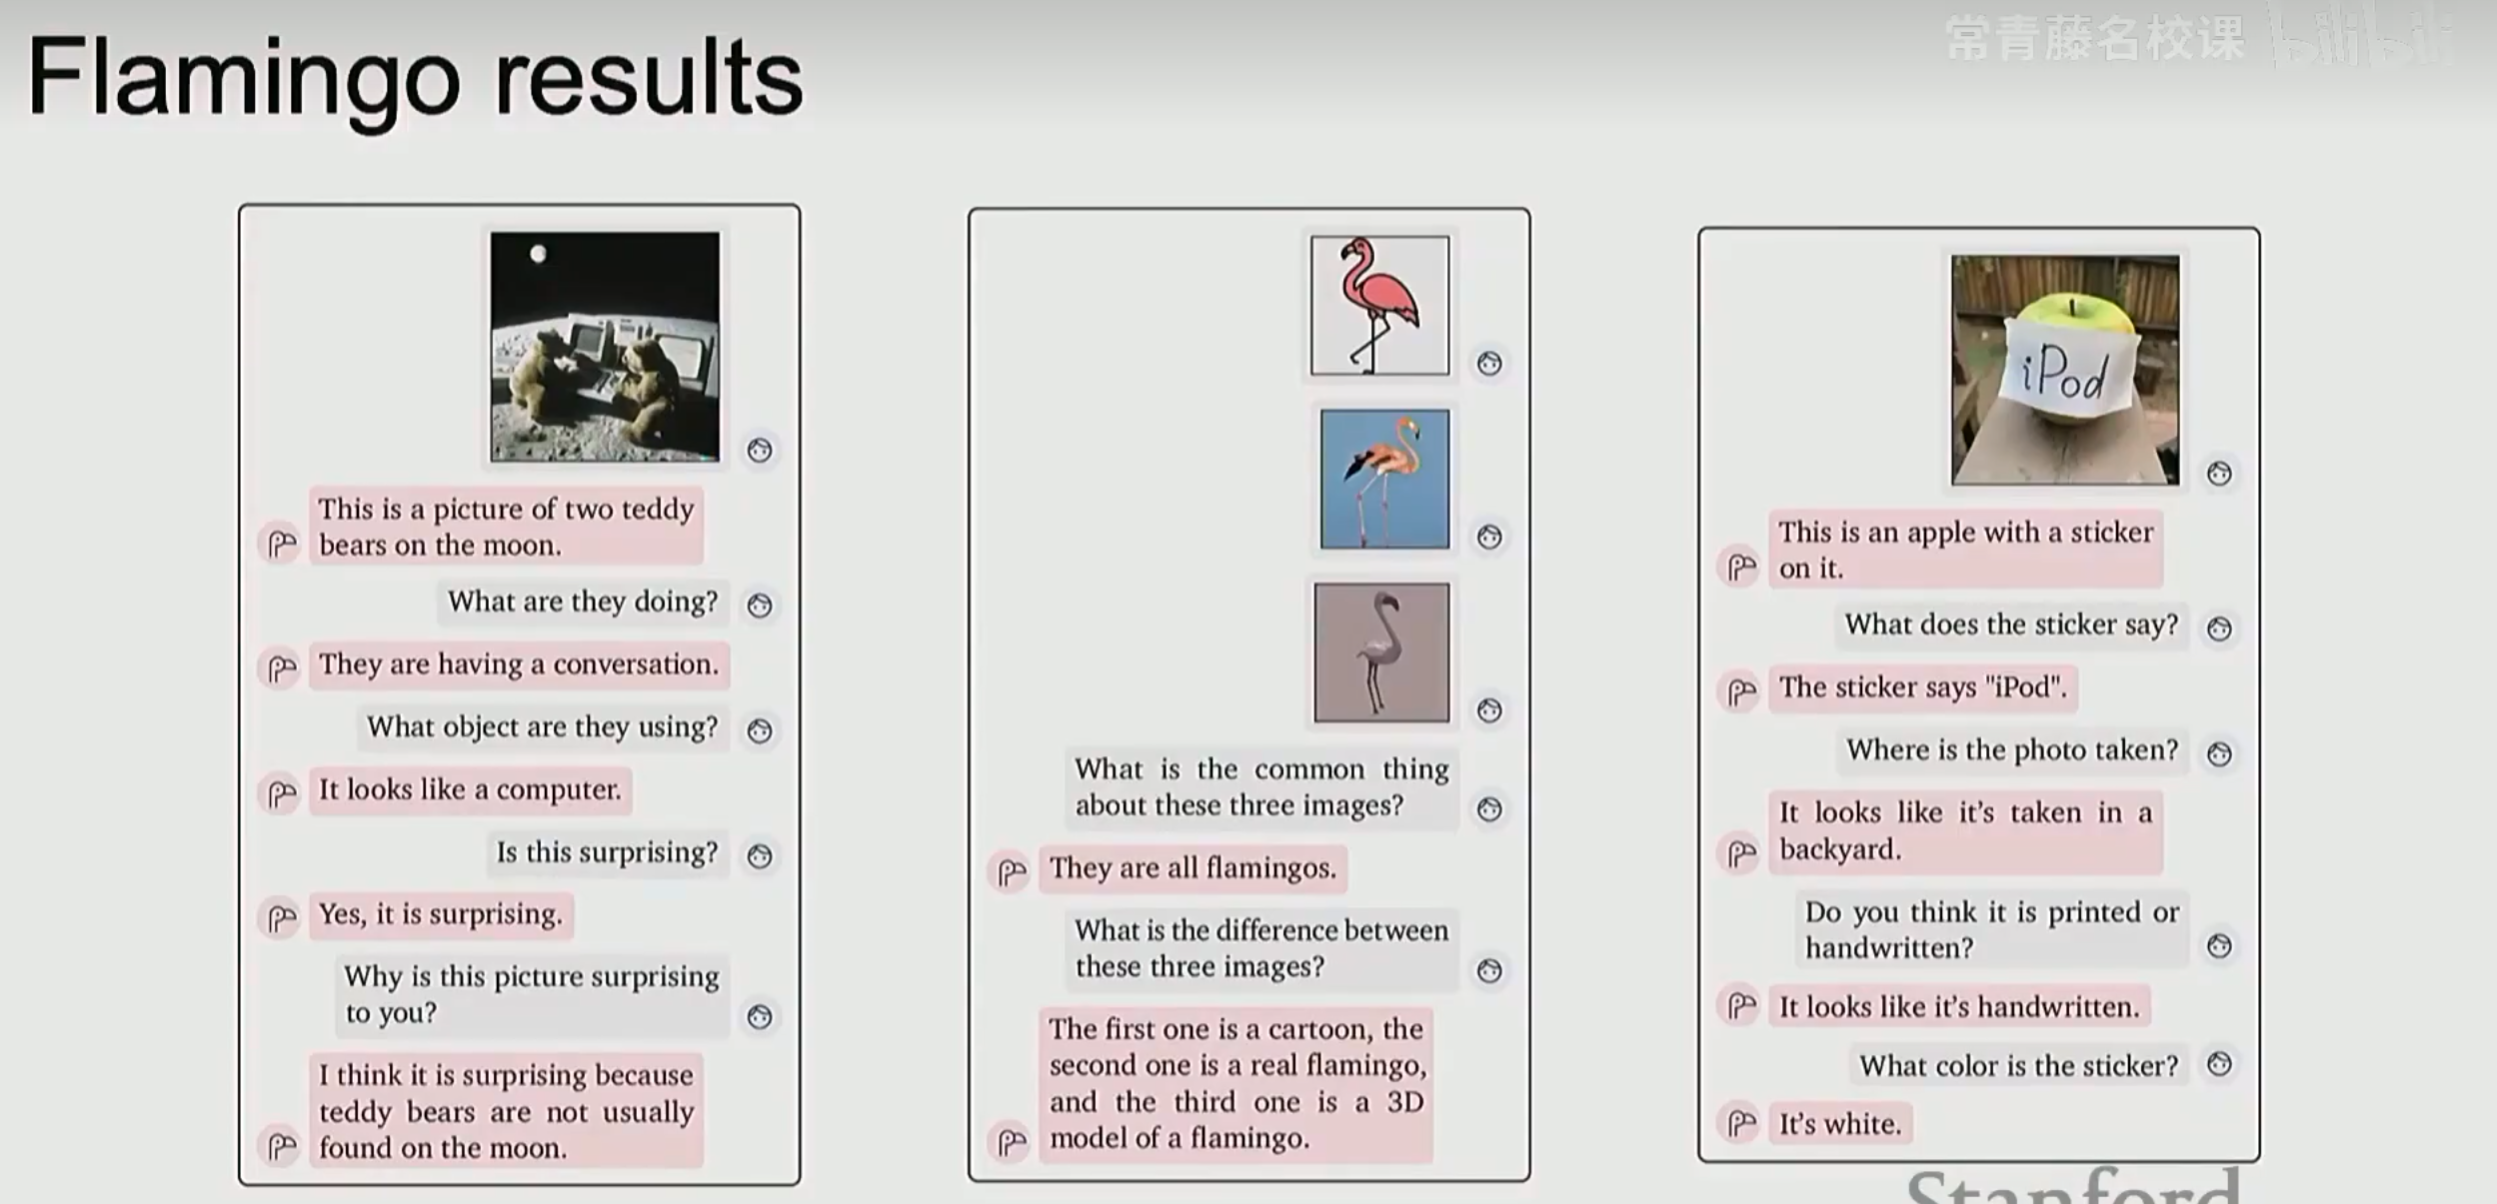 常青藤名校课 bilibili
Flamingo results
This is a picture of two teddy
bears on the moon.
What are they doing?
They are having a conversation.
What object are they using?
It looks like a computer.
Is this surprising?
Yes, it is surprising.
Why is this picture surprising
to you?
I think it is surprising because
teddy bears are not usually
found on the moon.
What is the common thing
about these three images?
They are all flamingos.
What is the difference between
these three images?
The first one is a cartoon, the
second one is a real flamingo,
and the third one is a 3D
model of a flamingo.
iPod
This is an apple with a sticker
on it.
What does the sticker say?
The sticker says "iPod".
Where is the photo taken?
It looks like it's taken in a
backyard.
Do you think it is printed or
handwritten?
It looks like it's handwritten.
What color is the sticker?
It's white.
Stanford